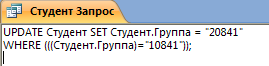 Студент Запрос
UPDATE Студент SET Студент.Группа = "20841"
WHERE (((Студент.Группа)="10841"));